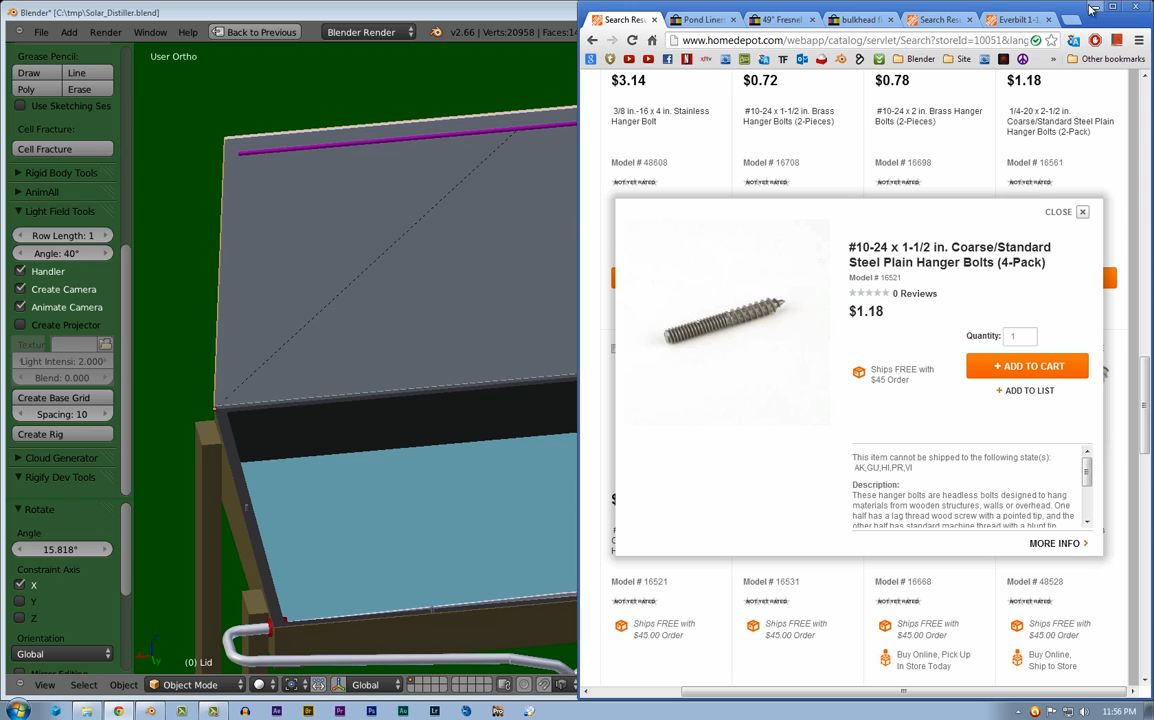 Blender* [C:\tmp\Solar_Distiller.blend]
File Add Render Window Help Back to Previous Blender Render v2.66 | Verts:20958 | Faces:14
Grease Pencil:
Draw Line
Poly Erase
Use Sketching Ses
Cell Fracture:
Cell Fracture
Rigid Body Tools
AnimAll
Light Field Tools
Row Length: 1
Angle: 40°
Handler
Create Camera
Animate Camera
Create Projector
Textur
Light Intensi: 2.000
Blend: 0.000
Create Base Grid
Spacing: 10
Create Rig
Cloud Generator
Rigify Dev Tools
Rotate
Angle
15.818°
Constraint Axis
X
Y
Z
Orientation
Global
User Ortho
(0) Lid
View Select Object Object Mode Global
Search Resu Pond Liners 49" Fresnel bulkhead fi Search Resu Everbilt 1-1
www.homedepot.com/webapp/catalog/servlet/Search?storeId=10051&lang
TF Blender Site Other bookmarks
$3.14 $0.72 $0.78 $1.18
3/8 in.-16 x 4 in. Stainless Hanger Bolt
#10-24 x 1-1/2 in. Brass Hanger Bolts (2-Pieces)
#10-24 x 2 in. Brass Hanger Bolts (2-Pieces)
1/4-20 x 2-1/2 in. Coarse/Standard Steel Plain Hanger Bolts (2-Pack)
Model # 48608 Model # 16708 Model # 16698 Model # 16561
NOT YET RATED NOT YET RATED NOT YET RATED NOT YET RATED
CLOSE x
#10-24 x 1-1/2 in. Coarse/Standard
Steel Plain Hanger Bolts (4-Pack)
Model # 16521
0 Reviews
$1.18
Quantity: 1
Ships FREE with
$45 Order
+ ADD TO CART
+ ADD TO LIST
This item cannot be shipped to the following state(s):
AK,GU,HI,PR,VI
Description:
These hanger bolts are headless bolts designed to hang
materials from wooden structures, walls or overhead. One
half has a lag thread wood screw with a pointed tip, and the
other half has standard machine thread with a blunt tip.
MORE INFO
Model # 16521 Model # 16531 Model # 16668 Model # 48528
NOT YET RATED NOT YET RATED NOT YET RATED NOT YET RATED
Ships FREE with $45.00 Order
Ships FREE with $45.00 Order
Ships FREE with $45.00 Order
Ships FREE with $45.00 Order
Buy Online, Pick Up In Store Today
Buy Online, Ship to Store
Ae Br Pr Ps Au Lr Pro 11:56 PM